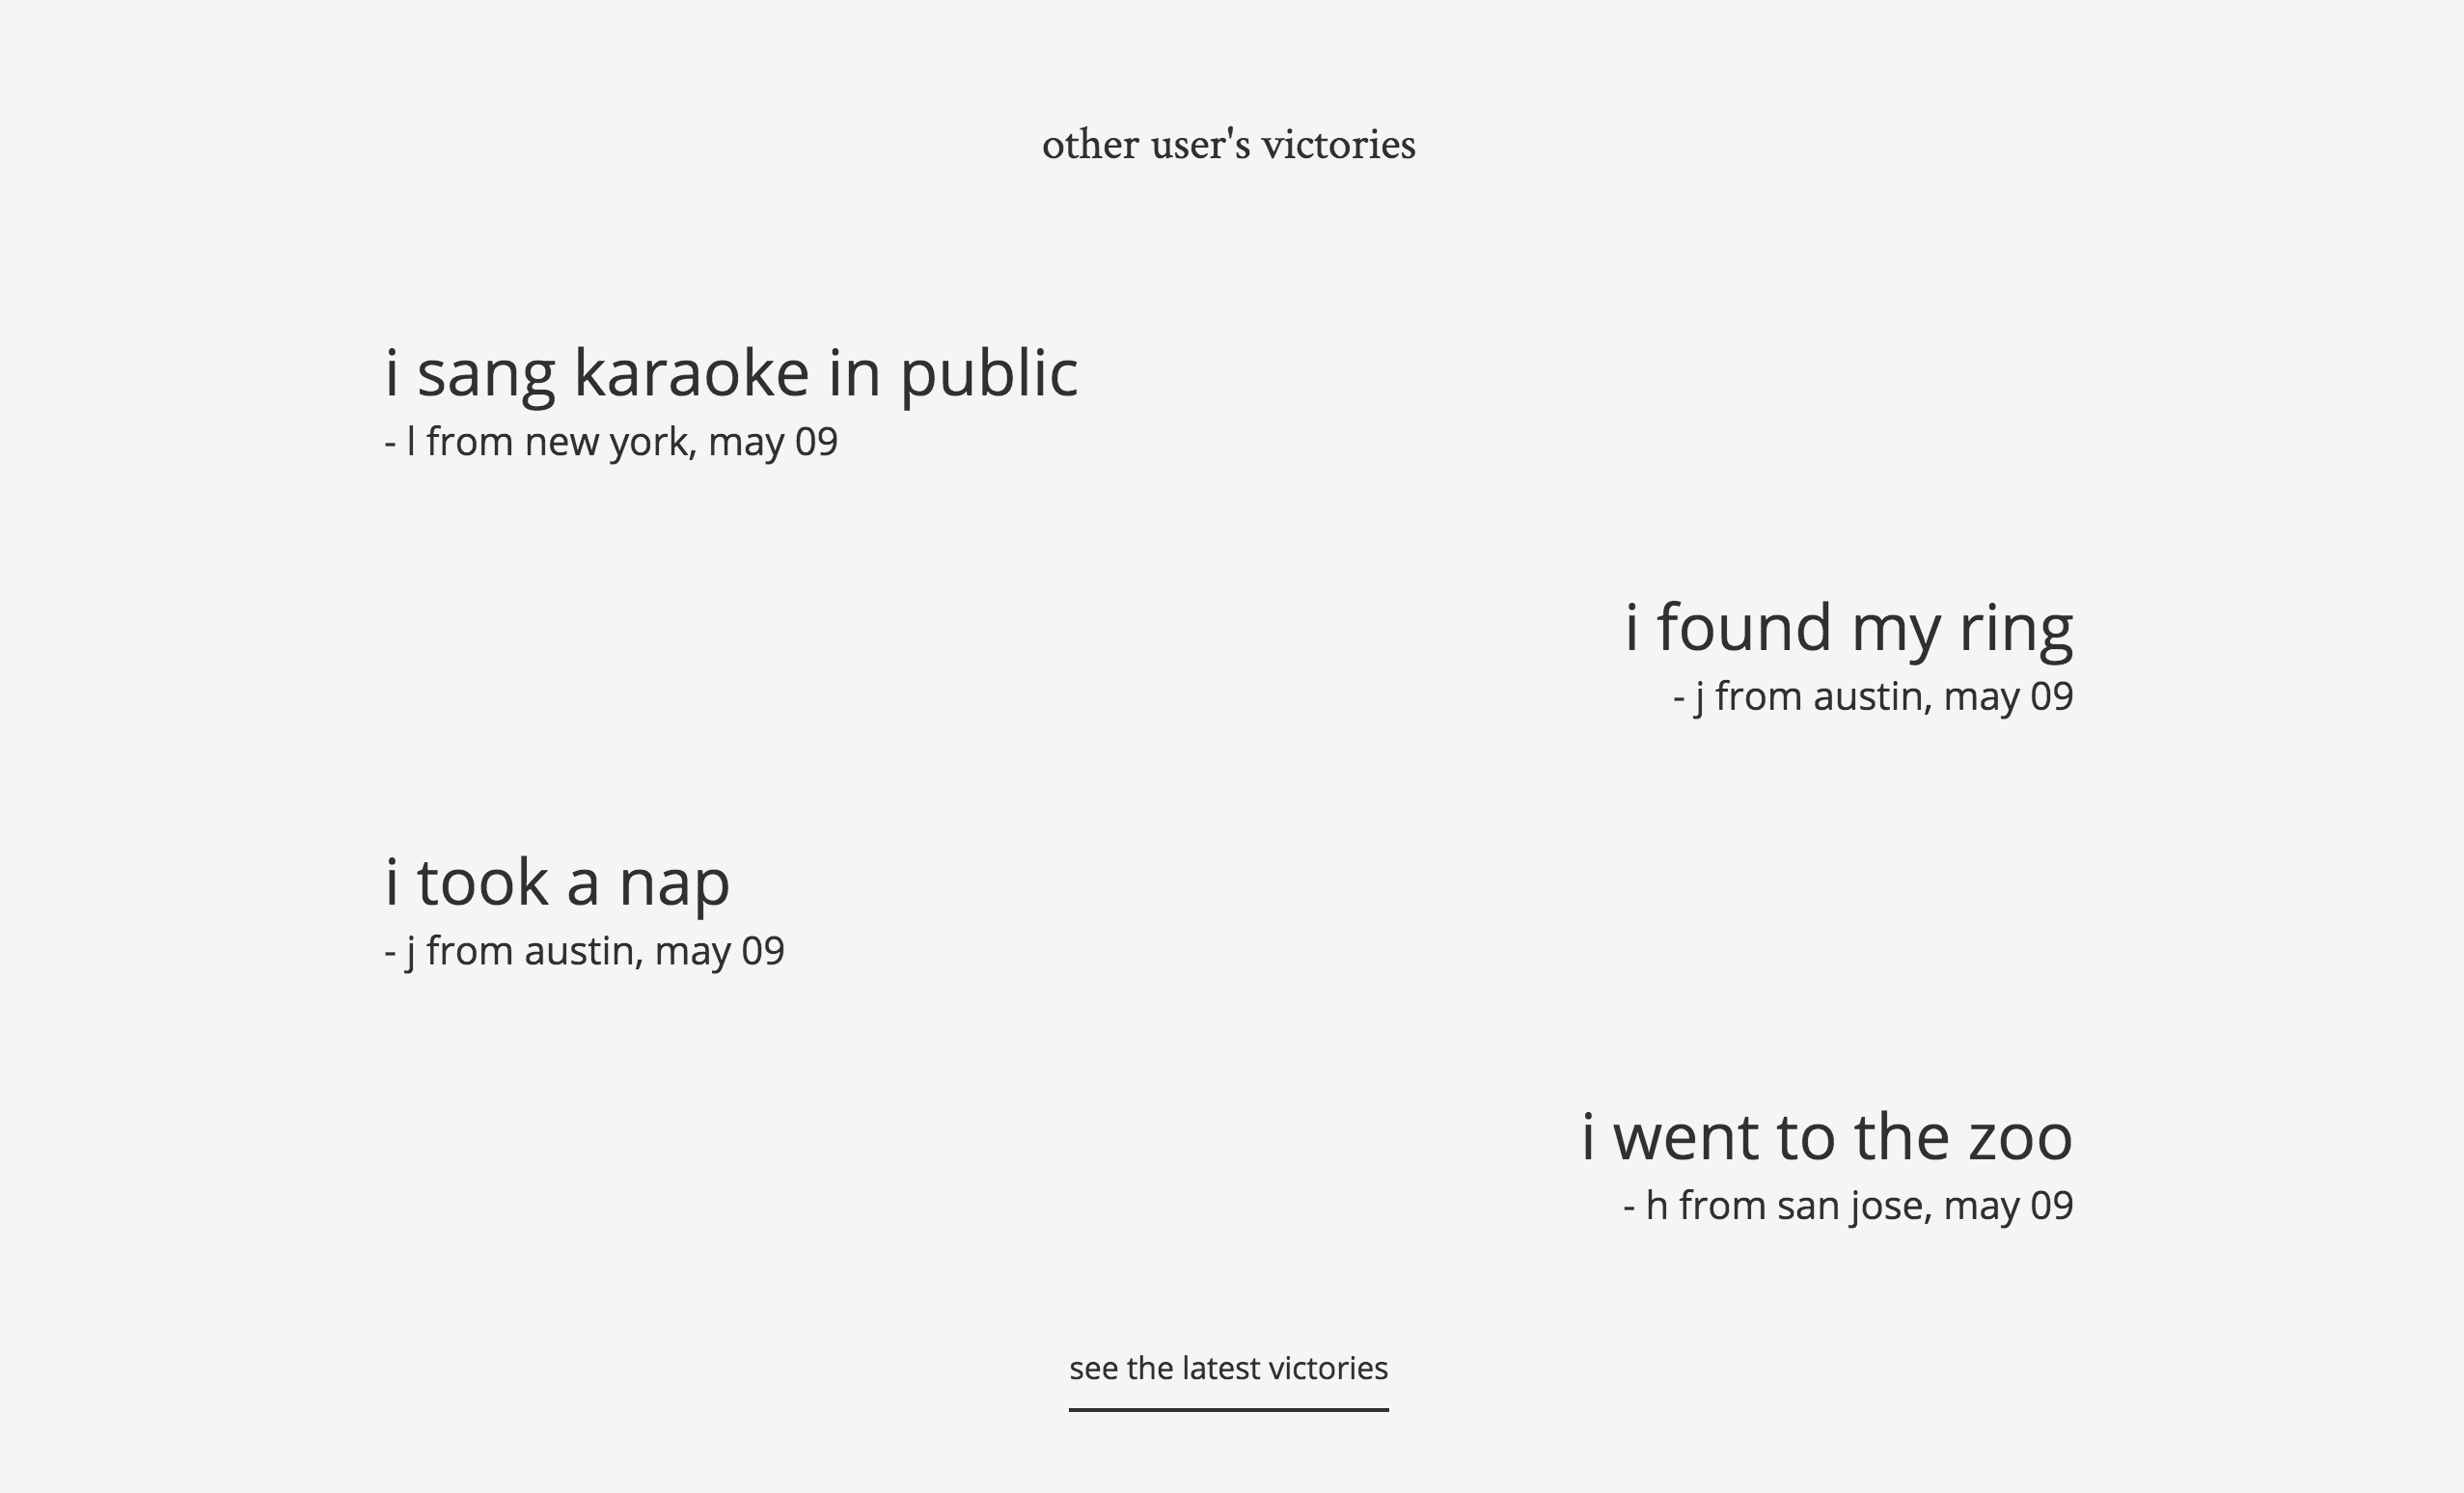 other user's victories
i sang karaoke in public
- l from new york, may 09
i found my ring
- j from austin, may 09
i took a nap
- j from austin, may 09
i went to the zoo
- h from san jose, may 09
see the latest victories